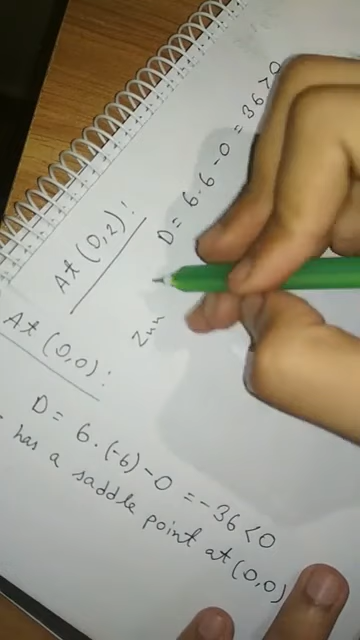 At (0,2):
D = 6.6-0 = 36 > 0
Zxx
At (0,0):
D = 6.(-6)-0 = -36 < 0
has a saddle point at (0,0)